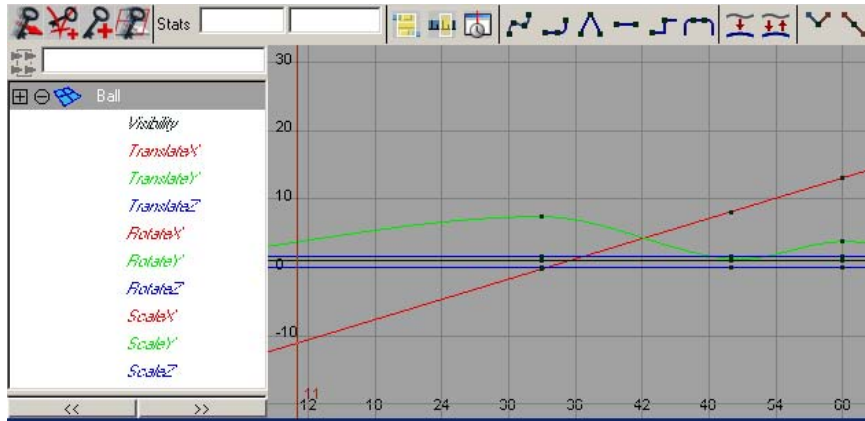 Stats
Ball
Visibility
TranslateX
TranslateY
TranslateZ
RotateX
RotateY
RotateZ
ScaleX
ScaleY
ScaleZ
<< >>
30
20
10
0
-10
11
12 18 24 30 36 42 48 54 60